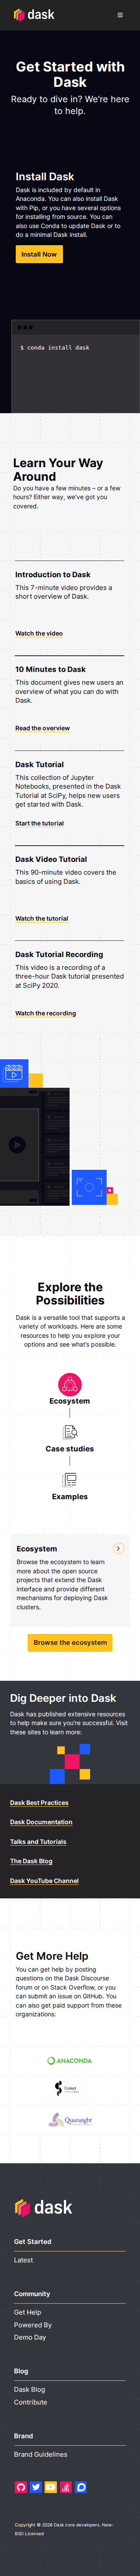 dask
Get Started with
Dask
Ready to dive in? We're here
to help.
Install Dask
Dask is included by default in
Anaconda. You can also install Dask
with Pip, or you have several options
for installing from source. You can
also use Conda to update Dask or to
do a minimal Dask install.
Install Now
$ conda install dask
Learn Your Way
Around
Do you have a few minutes – or a few
hours? Either way, we've got you
covered.
Introduction to Dask
This 7-minute video provides a
short overview of Dask.
Watch the video
10 Minutes to Dask
This document gives new users an
overview of what you can do with
Dask.
Read the overview
Dask Tutorial
This collection of Jupyter
Notebooks, presented in the Dask
Tutorial at SciPy, helps new users
get started with Dask.
Start the tutorial
Dask Video Tutorial
This 90-minute video covers the
basics of using Dask.
Watch the tutorial
Dask Tutorial Recording
This video is a recording of a
three-hour Dask tutorial presented
at SciPy 2020.
Watch the recording
Explore the
Possibilities
Dask is a versatile tool that supports a
variety of workloads. Here are some
resources to help you explore the
options and see what's possible.
Ecosystem
Case studies
Examples
Ecosystem
Browse the ecosystem to learn
more about the open source
projects that extend the Dask
interface and provide different
mechanisms for deploying Dask
clusters.
Browse the ecosystem
Dig Deeper into Dask
Dask has published extensive resources
to help make sure you're successful. Visit
these sites to learn more:
Dask Best Practices
Dask Documentation
Talks and Tutorials
The Dask Blog
Dask YouTube Channel
Get More Help
You can get help by posting
questions on the Dask Discourse
forum or on Stack Overflow, or you
can submit an issue on GitHub. You
can also get paid support from these
organizations:
ANACONDA
Coiled
Quansight
dask
Get Started
Latest
Community
Get Help
Powered By
Demo Day
Blog
Dask Blog
Contribute
Brand
Brand Guidelines
Copyright © 2026 Dask core developers. New-
BSD Licensed